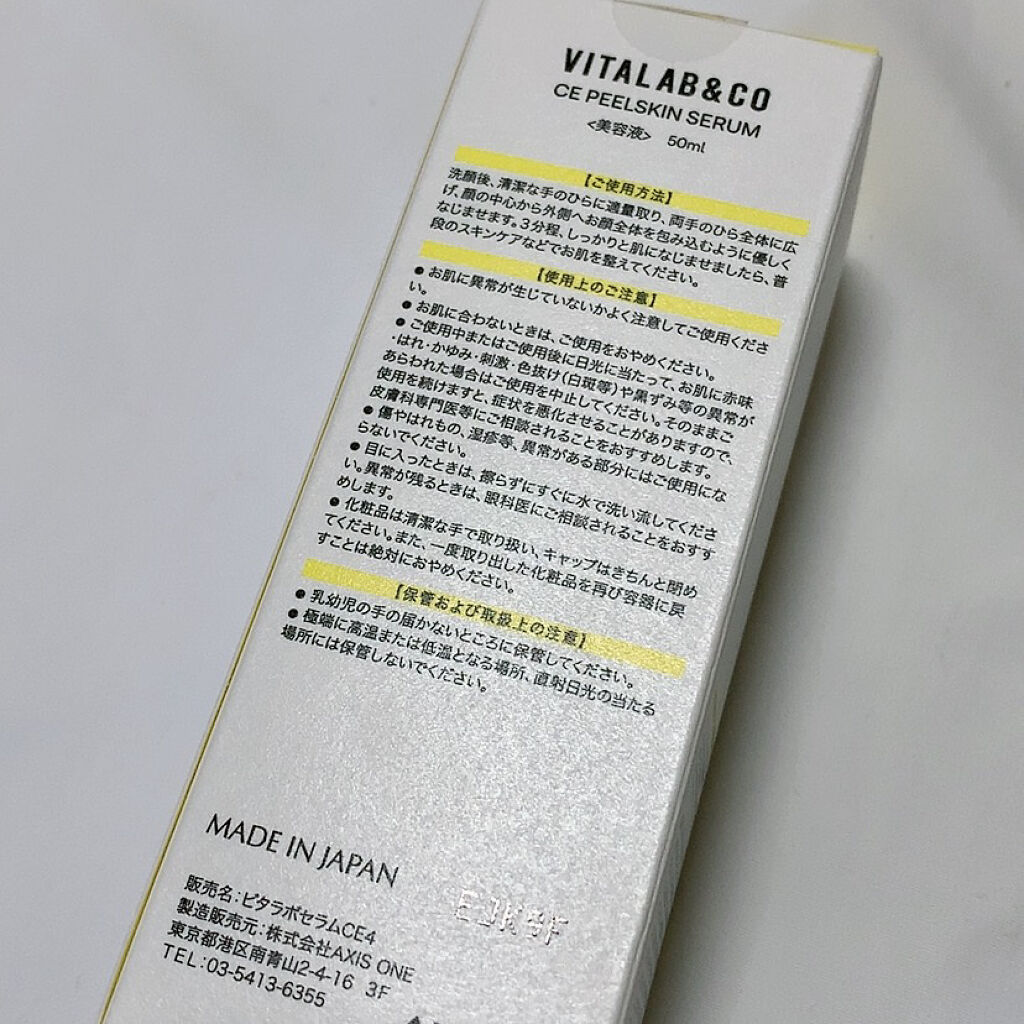 VITALAB&CO
CE PEELSKIN SERUM
<美容液> 50ml
【ご使用方法】
洗顔後、清潔な手のひらに適量取り、両手のひら全体に広
げ、顔の中心から外側へお顔全体を包み込むように優しく
なじませます。3分程、しっかりと肌になじませましたら、普
段のスキンケアなどでお肌を整えてください。
【使用上のご注意】
● お肌に異常が生じていないかよく注意してご使用くださ
い。
● お肌に合わないときは、ご使用をおやめください。
● ご使用中またはご使用後に日光に当たって、お肌に赤味
・はれ・かゆみ・刺激・色抜け(白斑等)や黒ずみ等の異常が
あらわれた場合はご使用を中止してください。そのままご
使用を続けますと、症状を悪化させることがありますので、
皮膚科専門医等にご相談されることをおすすめします。
● 傷やはれもの、湿疹等、異常がある部分にはご使用にな
らないでください。
● 目に入ったときは、擦らずにすぐに水で洗い流してくださ
い。異常が残るときは、眼科医にご相談されることをおすす
めします。
● 化粧品は清潔な手で取り扱い、キャップはきちんと閉め
てください。また、一度取り出した化粧品を再び容器に戻
すことは絶対におやめください。
【保管および取扱上の注意】
● 乳幼児の手の届かないところに保管してください。
● 極端に高温または低温となる場所、直射日光の当たる
場所には保管しないでください。
MADE IN JAPAN
販売名:ビタラボセラムCE4
製造販売元:株式会社AXIS ONE
東京都港区南青山2-4-16 3F
TEL:03-5413-6355